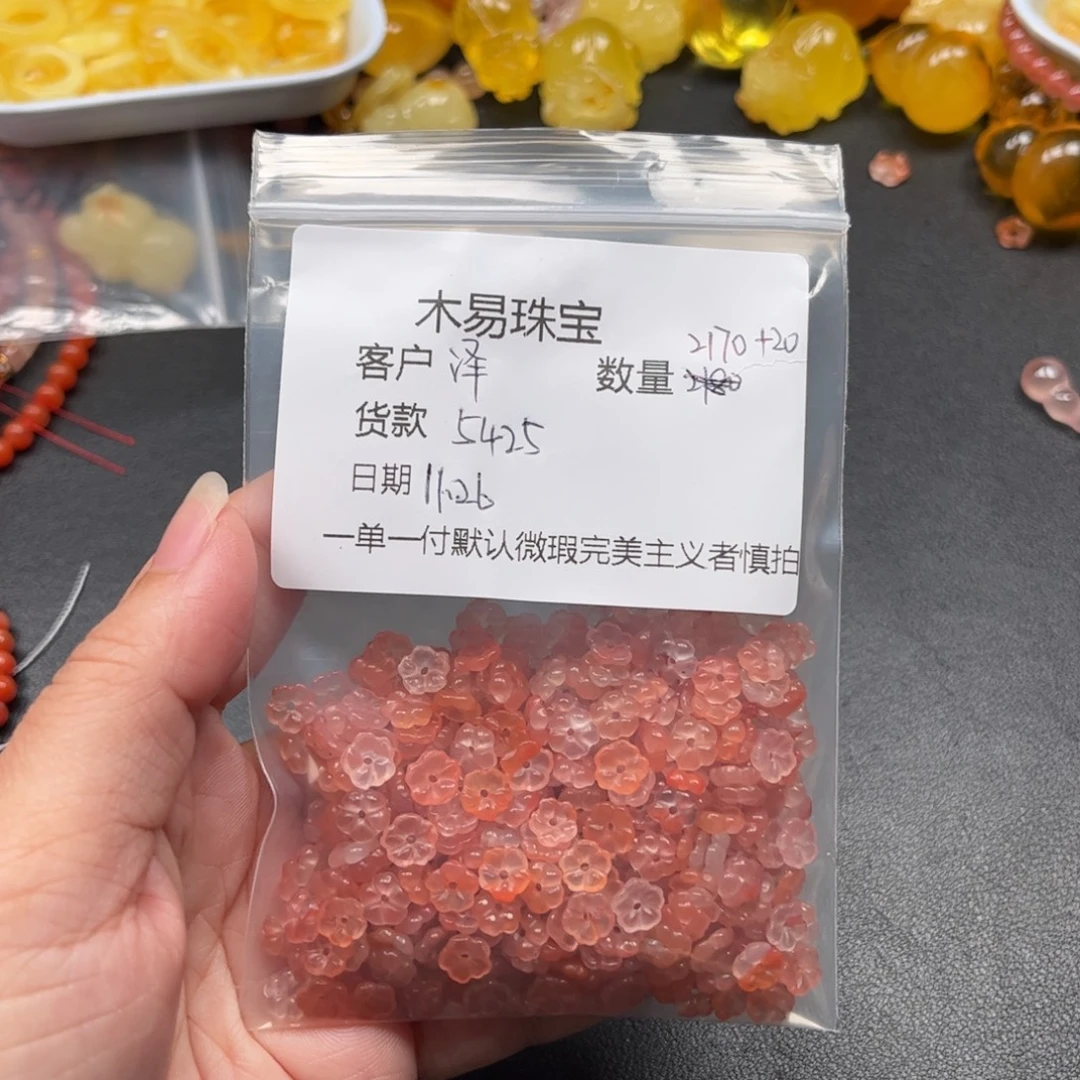 木易珠宝
客户 泽 数量 2170+20
货款 5425
日期 11.26
一单一付默认微瑕完美主义者慎拍